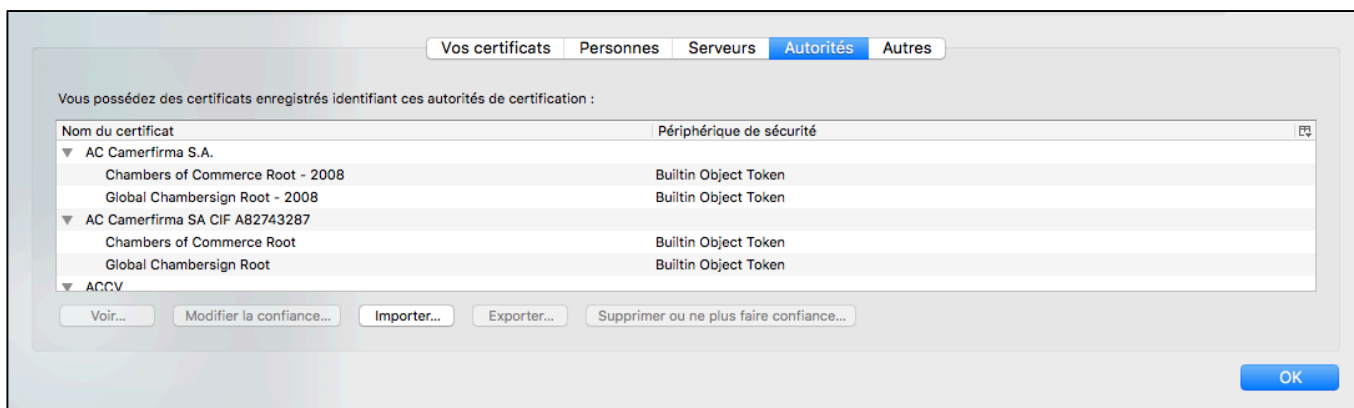 Vos certificats Personnes Serveurs Autorités Autres
Vous possédez des certificats enregistrés identifiant ces autorités de certification :
Nom du certificat Périphérique de sécurité
AC Camerfirma S.A.
Chambers of Commerce Root - 2008 Builtin Object Token
Global Chambersign Root - 2008 Builtin Object Token
AC Camerfirma SA CIF A82743287
Chambers of Commerce Root Builtin Object Token
Global Chambersign Root Builtin Object Token
ACCV
Voir... Modifier la confiance... Importer... Exporter... Supprimer ou ne plus faire confiance...
OK